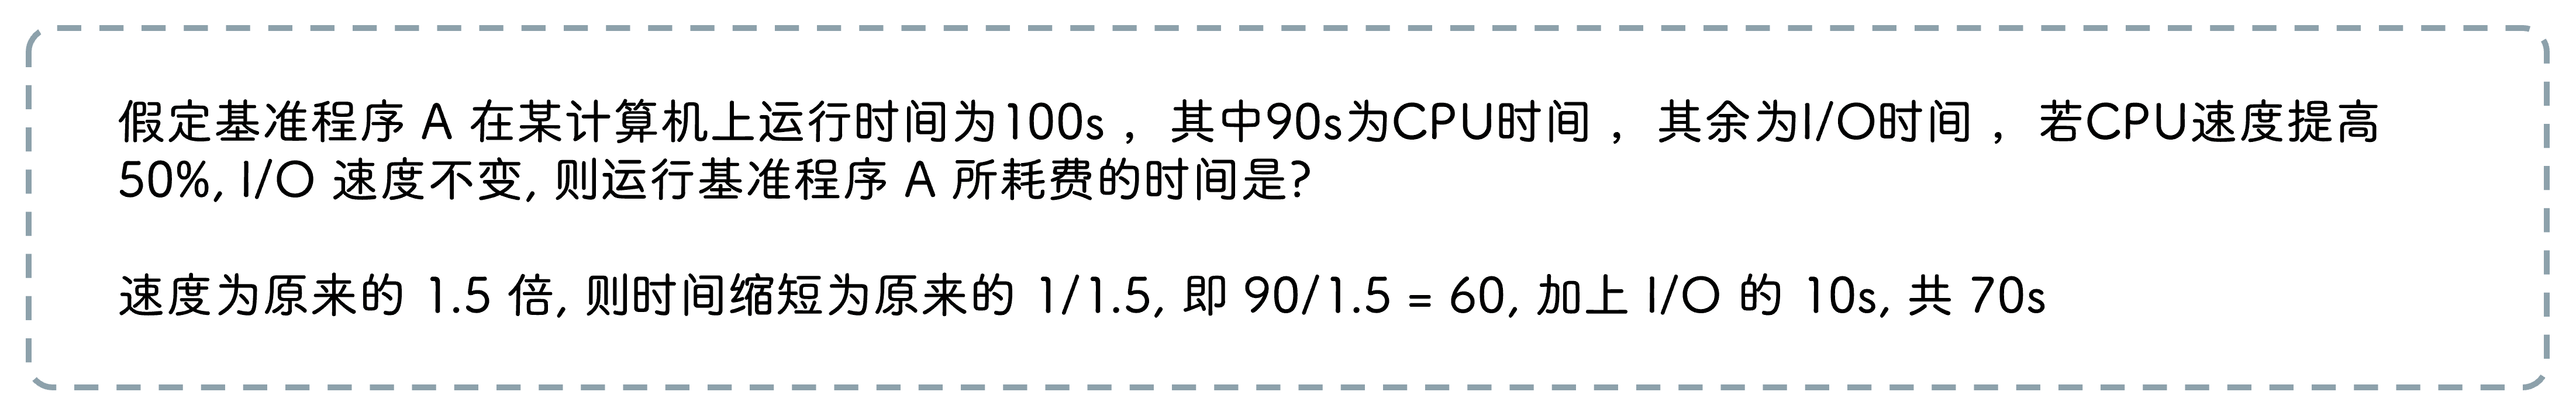 假定基准程序 A 在某计算机上运行时间为100s ，其中90s为CPU时间 ，其余为I/O时间 ，若CPU速度提高
50%, I/O 速度不变, 则运行基准程序 A 所耗费的时间是?
速度为原来的 1.5 倍, 则时间缩短为原来的 1/1.5, 即 90/1.5 = 60, 加上 I/O 的 10s, 共 70s